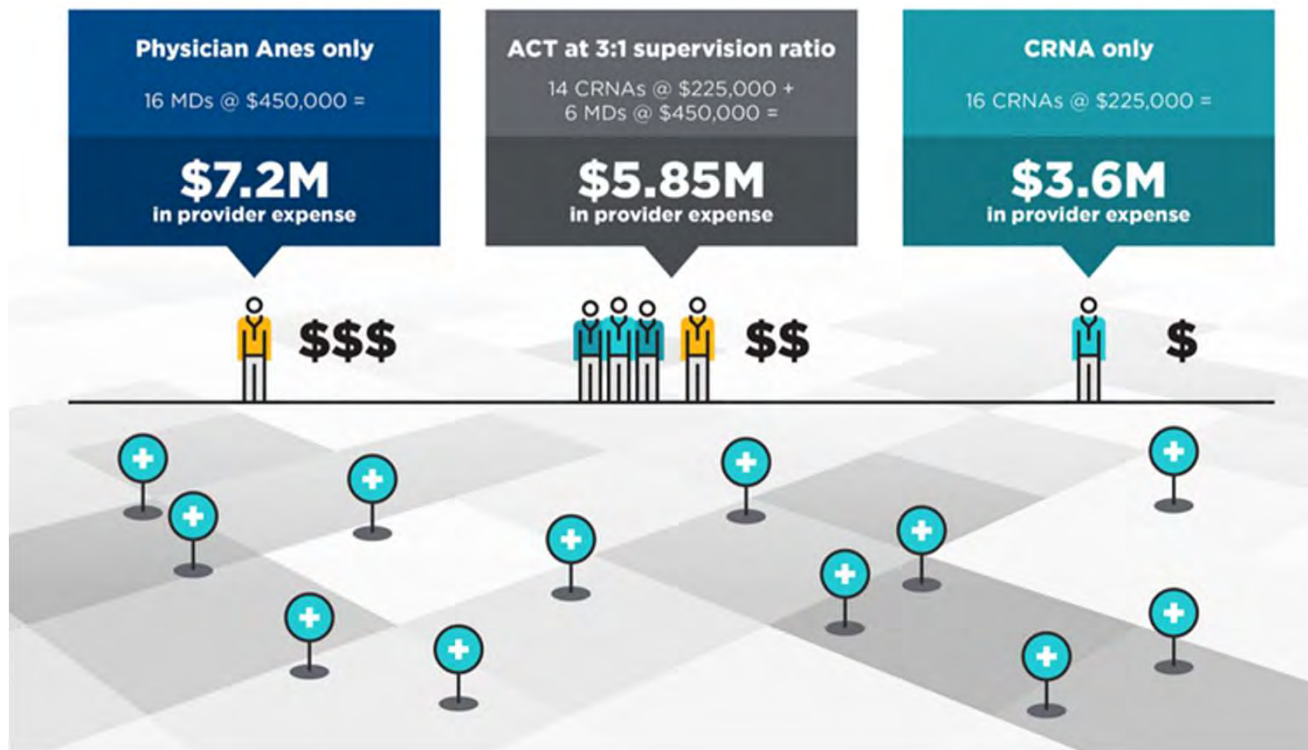 Physician Anes only
16 MDs @ $450,000 =
$7.2M
in provider expense
$$$
ACT at 3:1 supervision ratio
14 CRNAs @ $225,000 +
6 MDs @ $450,000 =
$5.85M
in provider expense
$$
CRNA only
16 CRNAs @ $225,000 =
$3.6M
in provider expense
$